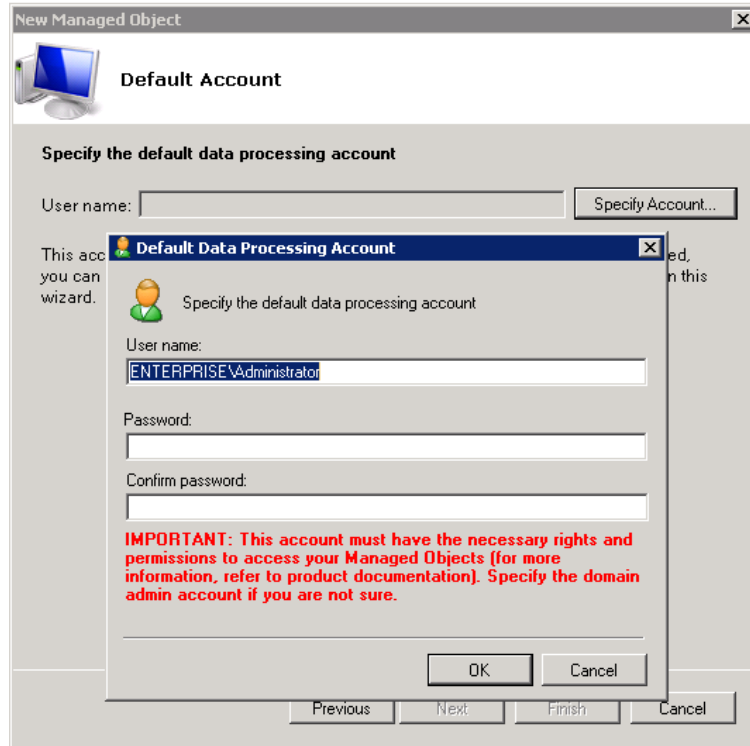 New Managed Object
Default Account
Specify the default data processing account
User name:
Specify Account...
This acc
ed,
you can
n this
wizard.
Default Data Processing Account
Specify the default data processing account
User name:
ENTERPRISE\Administrator
Password:
Confirm password:
IMPORTANT: This account must have the necessary rights and
permissions to access your Managed Objects (for more
information, refer to product documentation). Specify the domain
admin account if you are not sure.
OK
Cancel
Previous
Next
Finish
Cancel